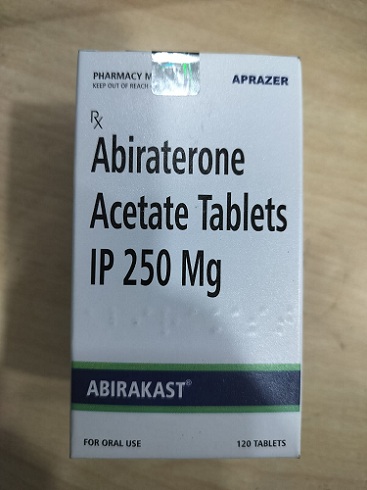 PHARMACY M
APRAZER
KEEP OUT OF REACH
Rx
Abiraterone
Acetate Tablets
IP 250 Mg
ABIRAKAST®
FOR ORAL USE
120 TABLETS